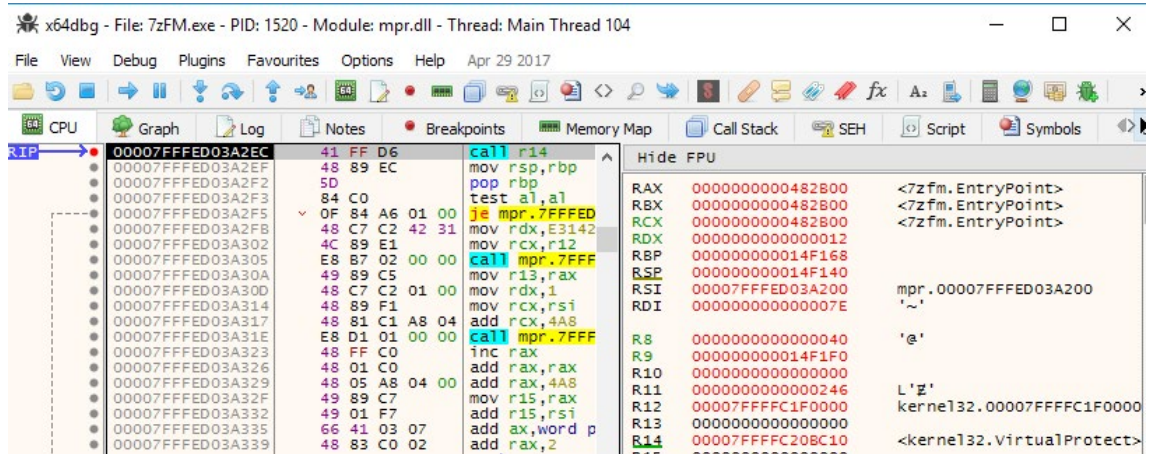 x64dbg - File: 7zFM.exe - PID: 1520 - Module: mpr.dll - Thread: Main Thread 104
File View Debug Plugins Favourites Options Help Apr 29 2017
CPU Graph Log Notes Breakpoints Memory Map Call Stack SEH Script Symbols
RIP 00007FFFED03A2EC 41 FF D6 call r14
00007FFFED03A2EF 48 89 EC mov rsp,rbp
00007FFFED03A2F2 5D pop rbp
00007FFFED03A2F3 84 C0 test al,al
00007FFFED03A2F5 0F 84 A6 01 00 je mpr.7FFFED
00007FFFED03A2FB 48 C7 C2 42 31 mov rdx,E3142
00007FFFED03A302 4C 89 E1 mov rcx,r12
00007FFFED03A305 E8 B7 02 00 00 call mpr.7FFF
00007FFFED03A30A 49 89 C5 mov r13,rax
00007FFFED03A30D 48 C7 C2 01 00 mov rdx,1
00007FFFED03A314 48 89 F1 mov rcx,rsi
00007FFFED03A317 48 81 C1 A8 04 add rcx,4A8
00007FFFED03A31E E8 D1 01 00 00 call mpr.7FFF
00007FFFED03A323 48 FF C0 inc rax
00007FFFED03A326 48 01 C0 add rax,rax
00007FFFED03A329 48 05 A8 04 00 add rax,4A8
00007FFFED03A32F 49 89 C7 mov r15,rax
00007FFFED03A332 49 01 F7 add r15,rsi
00007FFFED03A335 66 41 03 07 add ax,word p
00007FFFED03A339 48 83 C0 02 add rax,2
Hide FPU
RAX 0000000000482B00 <7zfm.EntryPoint>
RBX 0000000000482B00 <7zfm.EntryPoint>
RCX 0000000000482B00 <7zfm.EntryPoint>
RDX 0000000000000012
RBP 000000000014F168
RSP 000000000014F140
RSI 00007FFFED03A200 mpr.00007FFFED03A200
RDI 000000000000007E '~'
R8 0000000000000040 '@'
R9 000000000014F1F0
R10 0000000000000000
R11 0000000000000246
R12 00007FFFFC1F0000 kernel32.00007FFFFC1F0000
R13 0000000000000000
R14 00007FFFFC20BC10 <kernel32.VirtualProtect>